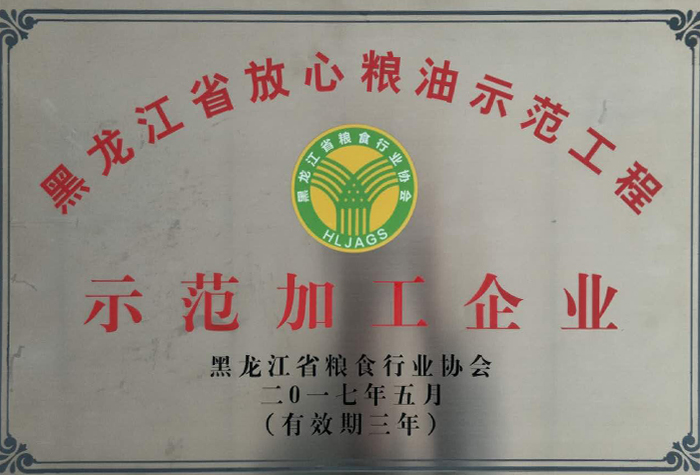 黑龙江省放心粮油示范工程
黑龙江省粮食行业协会
HLJAGS
示范加工企业
黑龙江省粮食行业协会
二0一七年五月
(有效期三年)